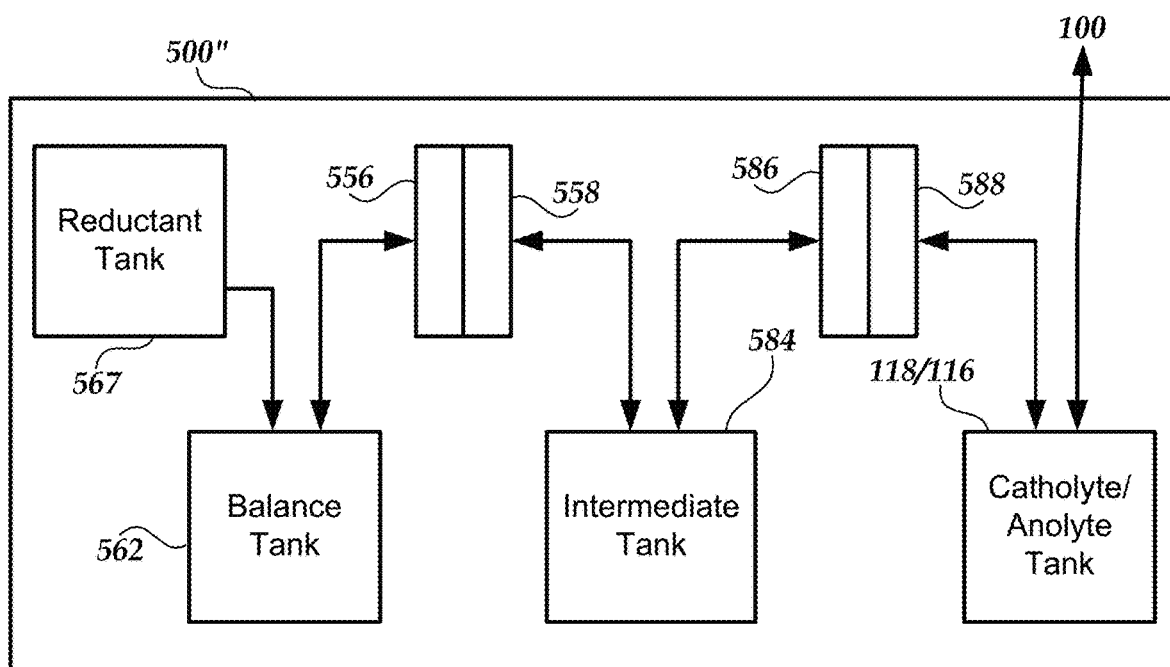 100
500"
556
558
586
588
Reductant
Tank
567
584
118/116
Balance
Tank
562
Intermediate
Tank
Catholyte/
Anolyte
Tank